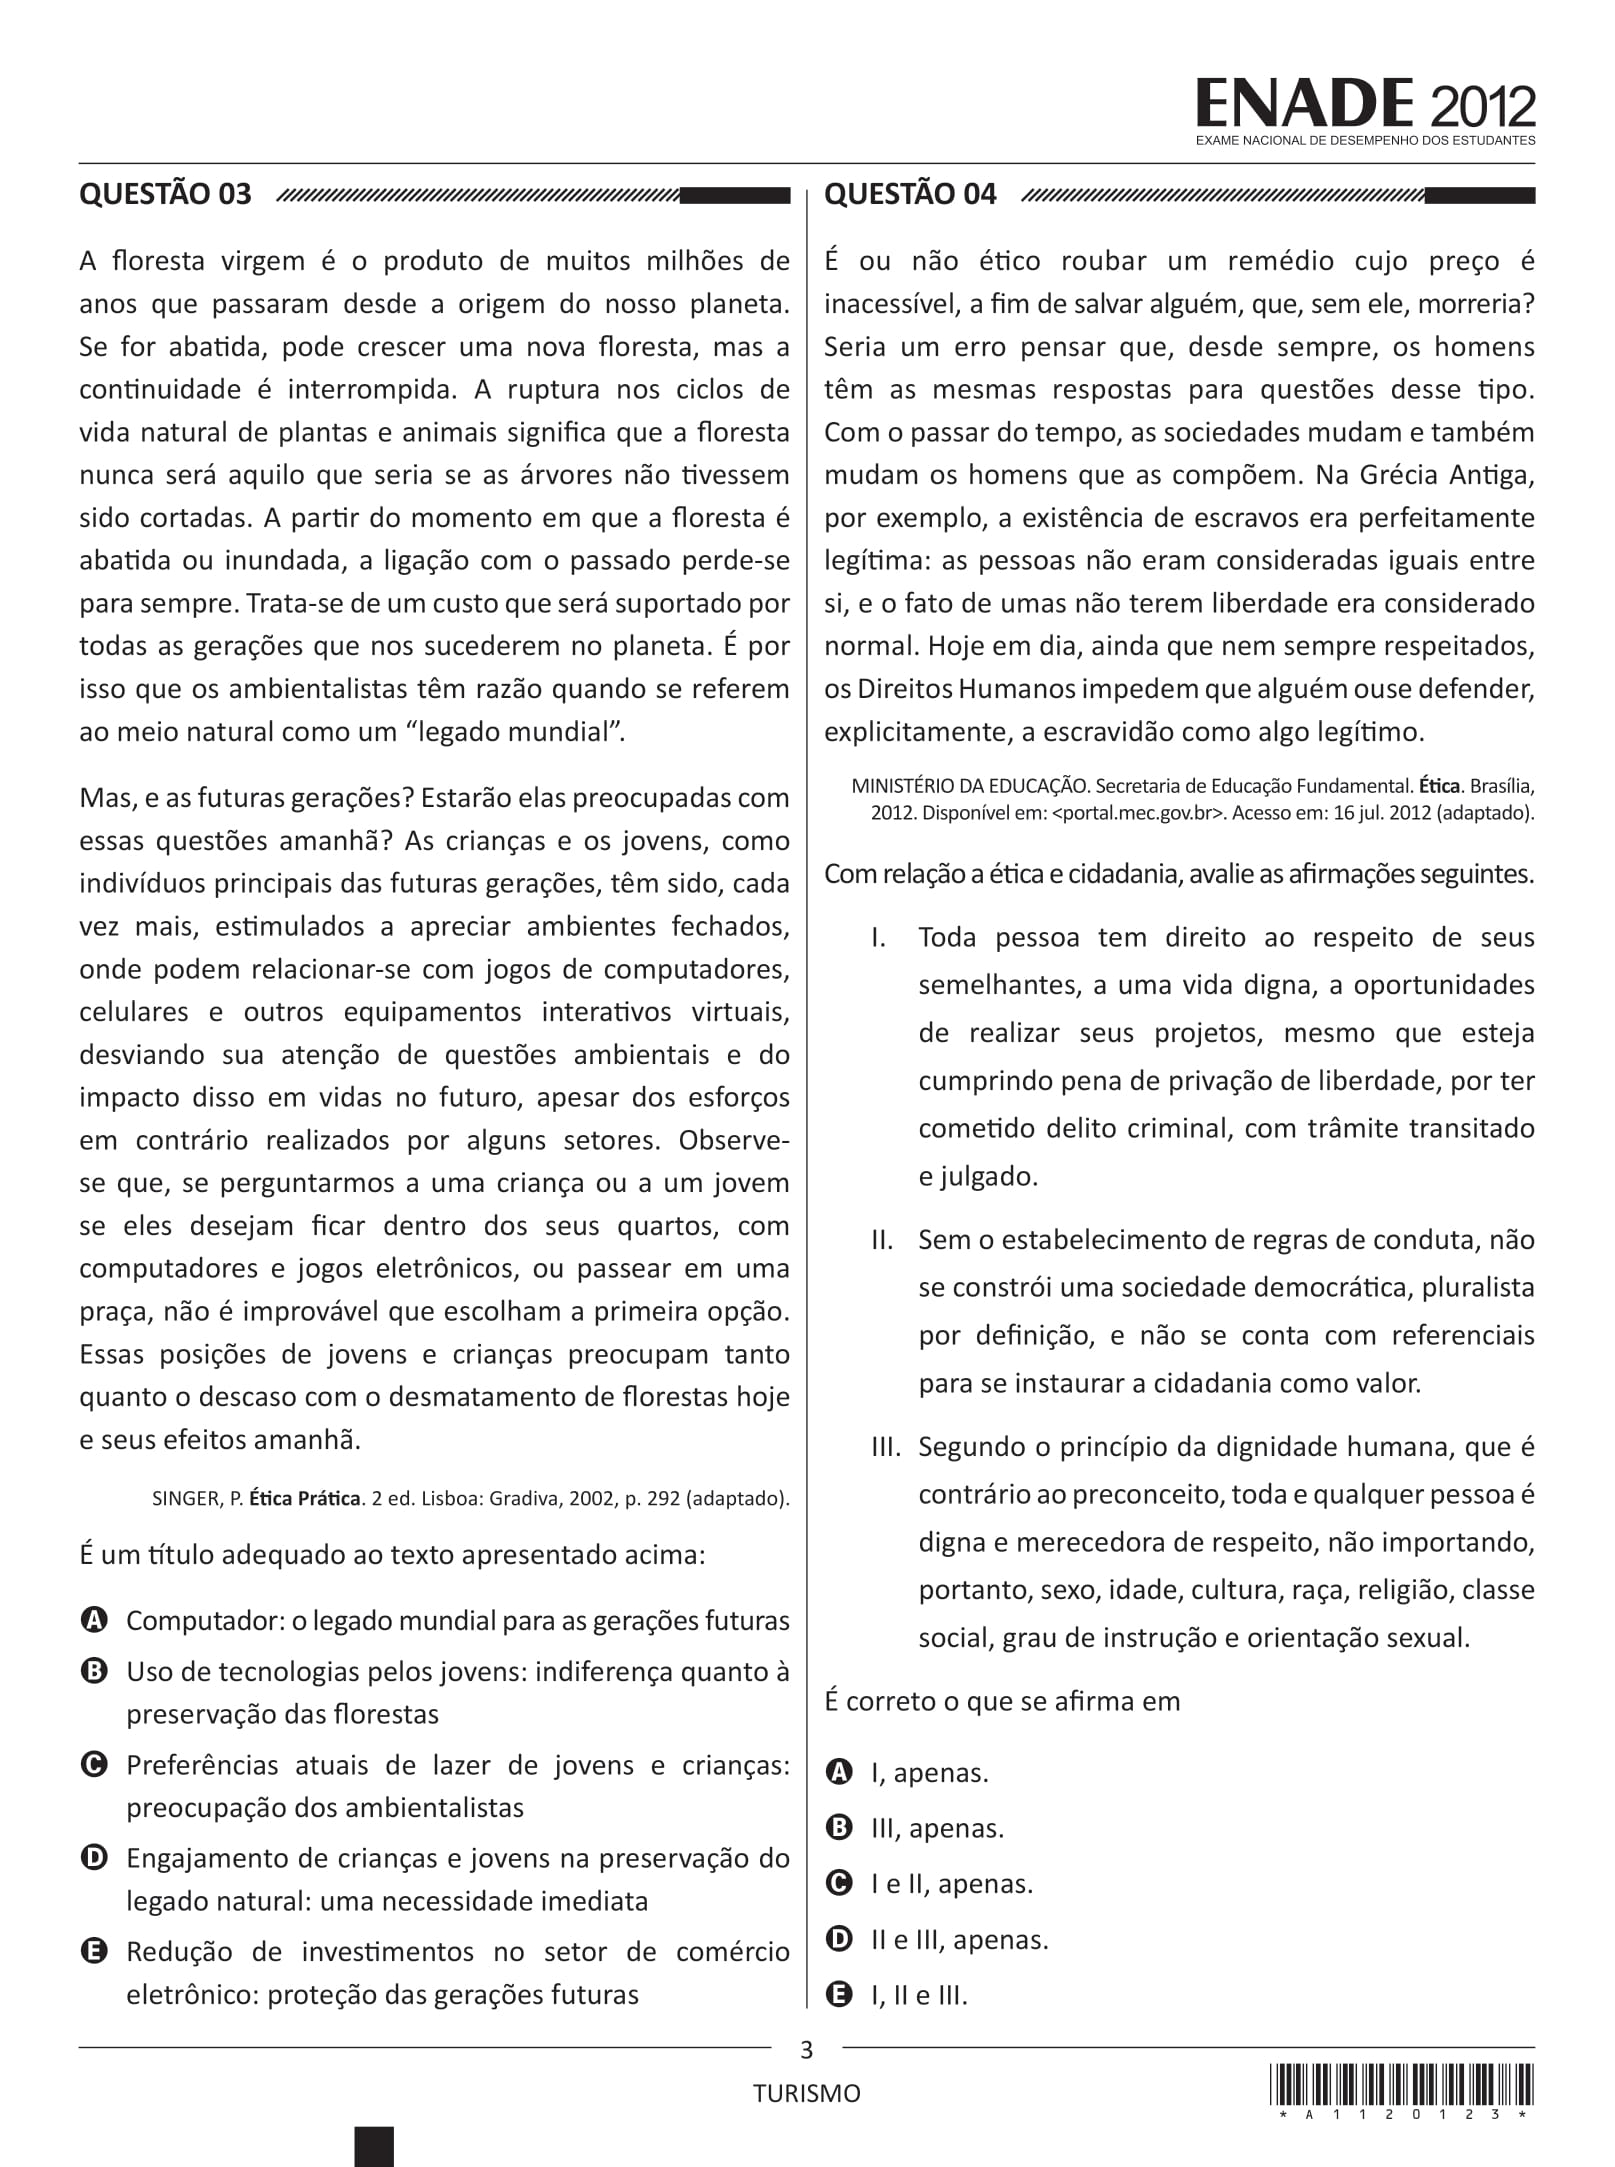 ENADE 2012
EXAME NACIONAL DE DESEMPENHO DOS ESTUDANTES
QUESTÃO 03
A floresta virgem é o produto de muitos milhões de
anos que passaram desde a origem do nosso planeta.
Se for abatida, pode crescer uma nova floresta, mas a
continuidade é interrompida. A ruptura nos ciclos de
vida natural de plantas e animais significa que a floresta
nunca será aquilo que seria se as árvores não tivessem
sido cortadas. A partir do momento em que a floresta é
abatida ou inundada, a ligação com o passado perde-se
para sempre. Trata-se de um custo que será suportado por
todas as gerações que nos sucederem no planeta. É por
isso que os ambientalistas têm razão quando se referem
ao meio natural como um “legado mundial”.
Mas, e as futuras gerações? Estarão elas preocupadas com
essas questões amanhã? As crianças e os jovens, como
indivíduos principais das futuras gerações, têm sido, cada
vez mais, estimulados a apreciar ambientes fechados,
onde podem relacionar-se com jogos de computadores,
celulares e outros equipamentos interativos virtuais,
desviando sua atenção de questões ambientais e do
impacto disso em vidas no futuro, apesar dos esforços
em contrário realizados por alguns setores. Observe-
se que, se perguntarmos a uma criança ou a um jovem
se eles desejam ficar dentro dos seus quartos, com
computadores e jogos eletrônicos, ou passear em uma
praça, não é improvável que escolham a primeira opção.
Essas posições de jovens e crianças preocupam tanto
quanto o descaso com o desmatamento de florestas hoje
e seus efeitos amanhã.
SINGER, P. Ética Prática. 2 ed. Lisboa: Gradiva, 2002, p. 292 (adaptado).
É um título adequado ao texto apresentado acima:
A Computador: o legado mundial para as gerações futuras
B Uso de tecnologias pelos jovens: indiferença quanto à
preservação das florestas
C Preferências atuais de lazer de jovens e crianças:
preocupação dos ambientalistas
D Engajamento de crianças e jovens na preservação do
legado natural: uma necessidade imediata
E Redução de investimentos no setor de comércio
eletrônico: proteção das gerações futuras
QUESTÃO 04
É ou não ético roubar um remédio cujo preço é
inacessível, a fim de salvar alguém, que, sem ele, morreria?
Seria um erro pensar que, desde sempre, os homens
têm as mesmas respostas para questões desse tipo.
Com o passar do tempo, as sociedades mudam e também
mudam os homens que as compõem. Na Grécia Antiga,
por exemplo, a existência de escravos era perfeitamente
legítima: as pessoas não eram consideradas iguais entre
si, e o fato de umas não terem liberdade era considerado
normal. Hoje em dia, ainda que nem sempre respeitados,
os Direitos Humanos impedem que alguém ouse defender,
explicitamente, a escravidão como algo legítimo.
MINISTÉRIO DA EDUCAÇÃO. Secretaria de Educação Fundamental. Ética. Brasília,
2012. Disponível em: <portal.mec.gov.br>. Acesso em: 16 jul. 2012 (adaptado).
Com relação a ética e cidadania, avalie as afirmações seguintes.
I. Toda pessoa tem direito ao respeito de seus
semelhantes, a uma vida digna, a oportunidades
de realizar seus projetos, mesmo que esteja
cumprindo pena de privação de liberdade, por ter
cometido delito criminal, com trâmite transitado
e julgado.
II. Sem o estabelecimento de regras de conduta, não
se constrói uma sociedade democrática, pluralista
por definição, e não se conta com referenciais
para se instaurar a cidadania como valor.
III. Segundo o princípio da dignidade humana, que é
contrário ao preconceito, toda e qualquer pessoa é
digna e merecedora de respeito, não importando,
portanto, sexo, idade, cultura, raça, religião, classe
social, grau de instrução e orientação sexual.
É correto o que se afirma em
A I, apenas.
B III, apenas.
C I e II, apenas.
D II e III, apenas.
E I, II e III.
3
TURISMO
* A 1 1 2 0 1 2 3 *